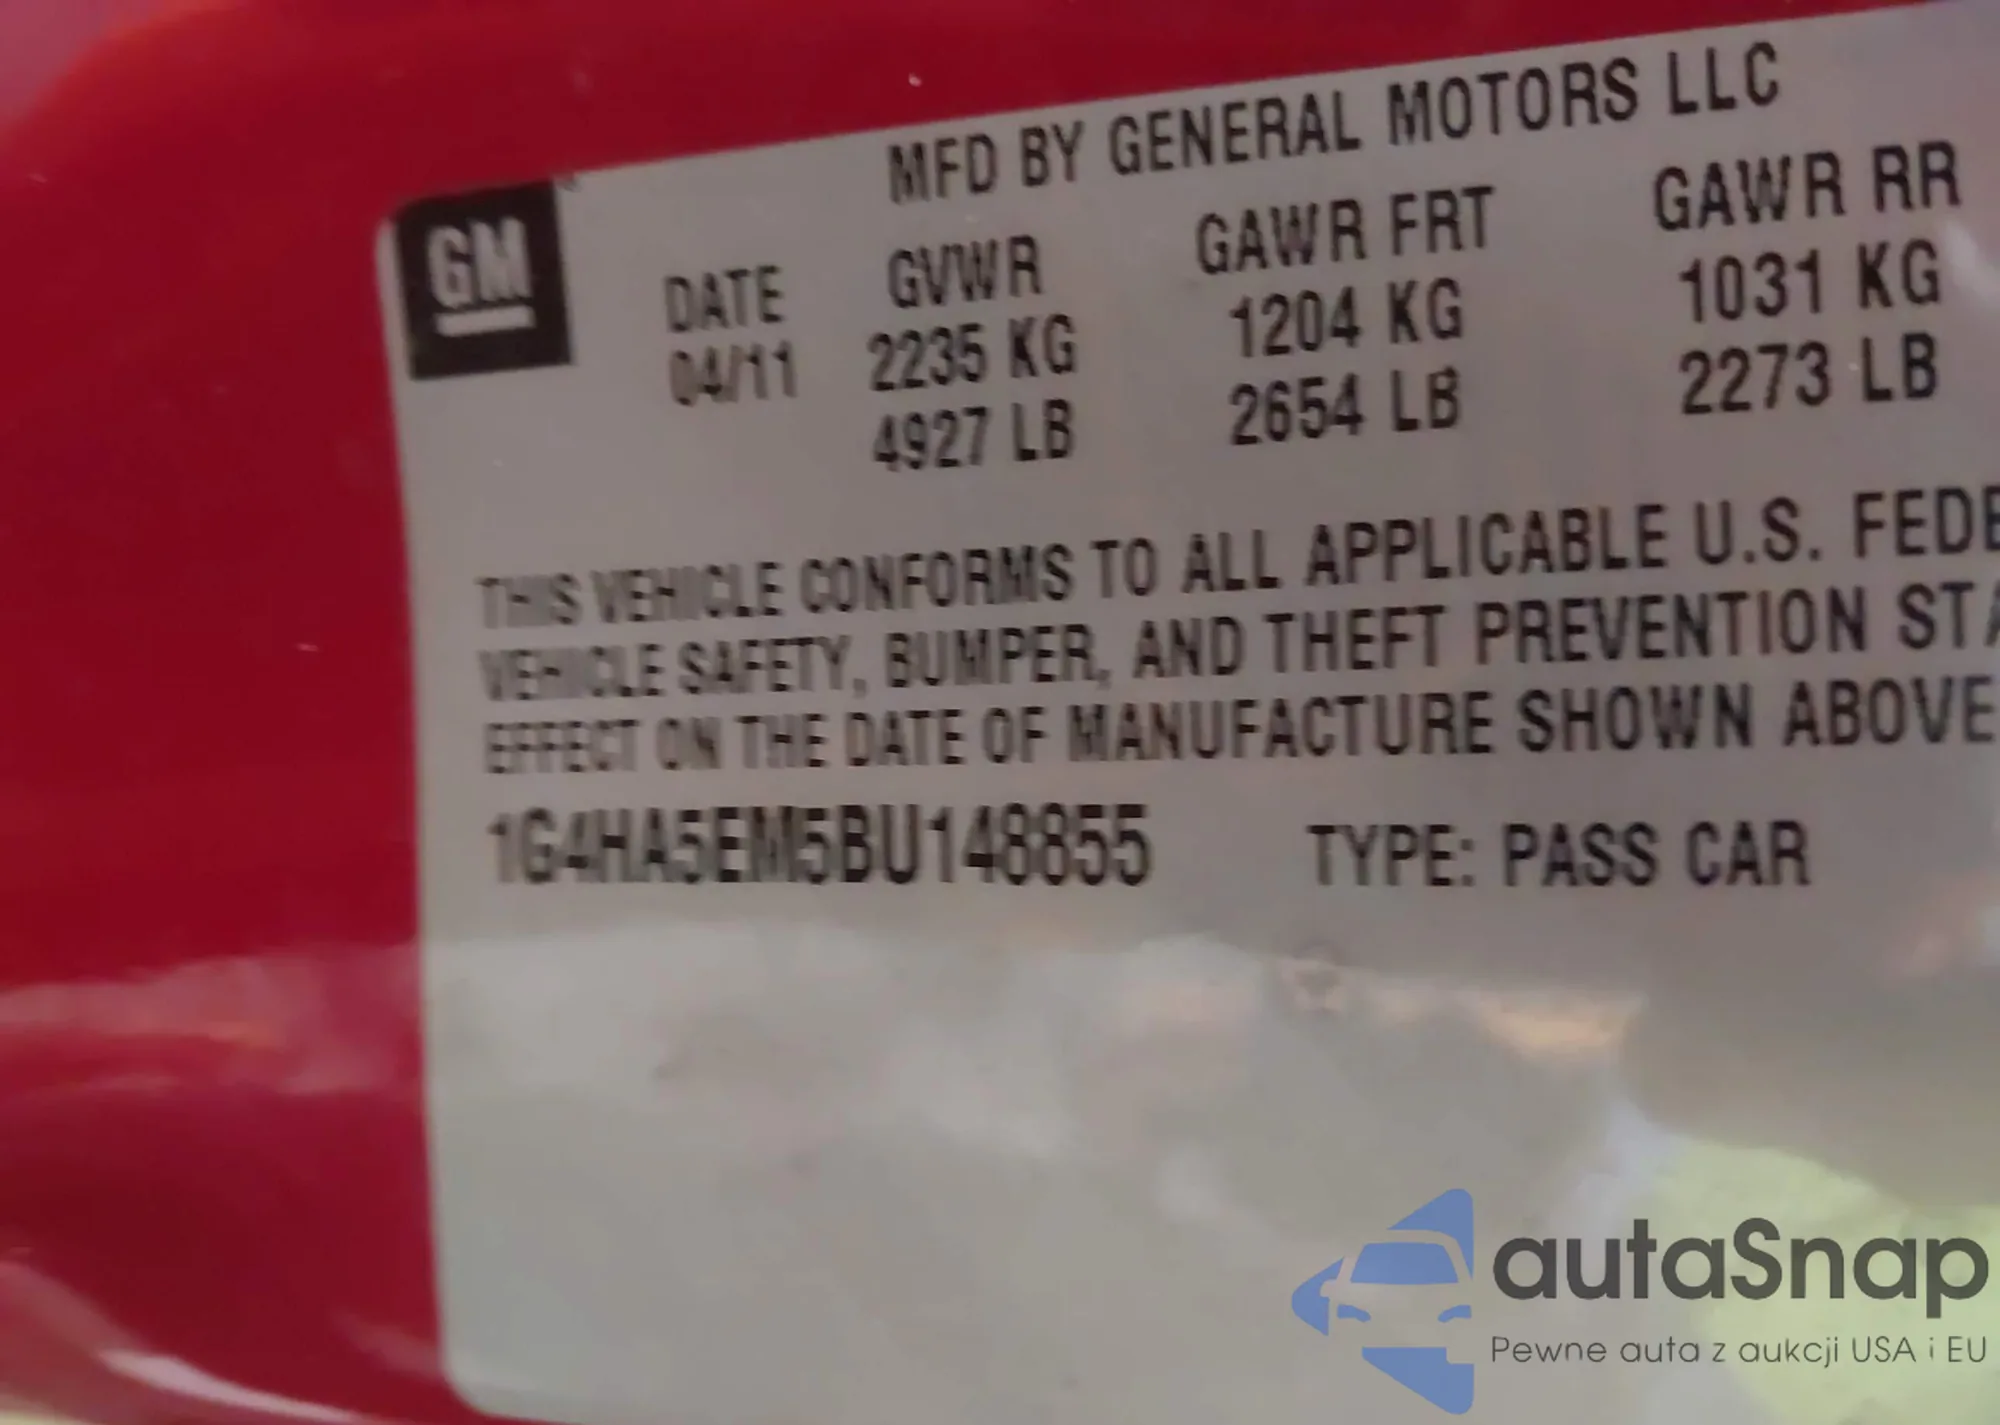 MFD BY GENERAL MOTORS LLC
GM
DATE GVWR GAWR FRT GAWR RR
04/11 2235 KG 1204 KG 1031 KG
4927 LB 2654 LB 2273 LB
THIS VEHICLE CONFORMS TO ALL APPLICABLE U.S. FEDE
VEHICLE SAFETY, BUMPER, AND THEFT PREVENTION STA
EFFECT ON THE DATE OF MANUFACTURE SHOWN ABOVE
1G4HA5EM5BU148855 TYPE: PASS CAR
autaSnap
Pewne auta z aukcji USA i EU